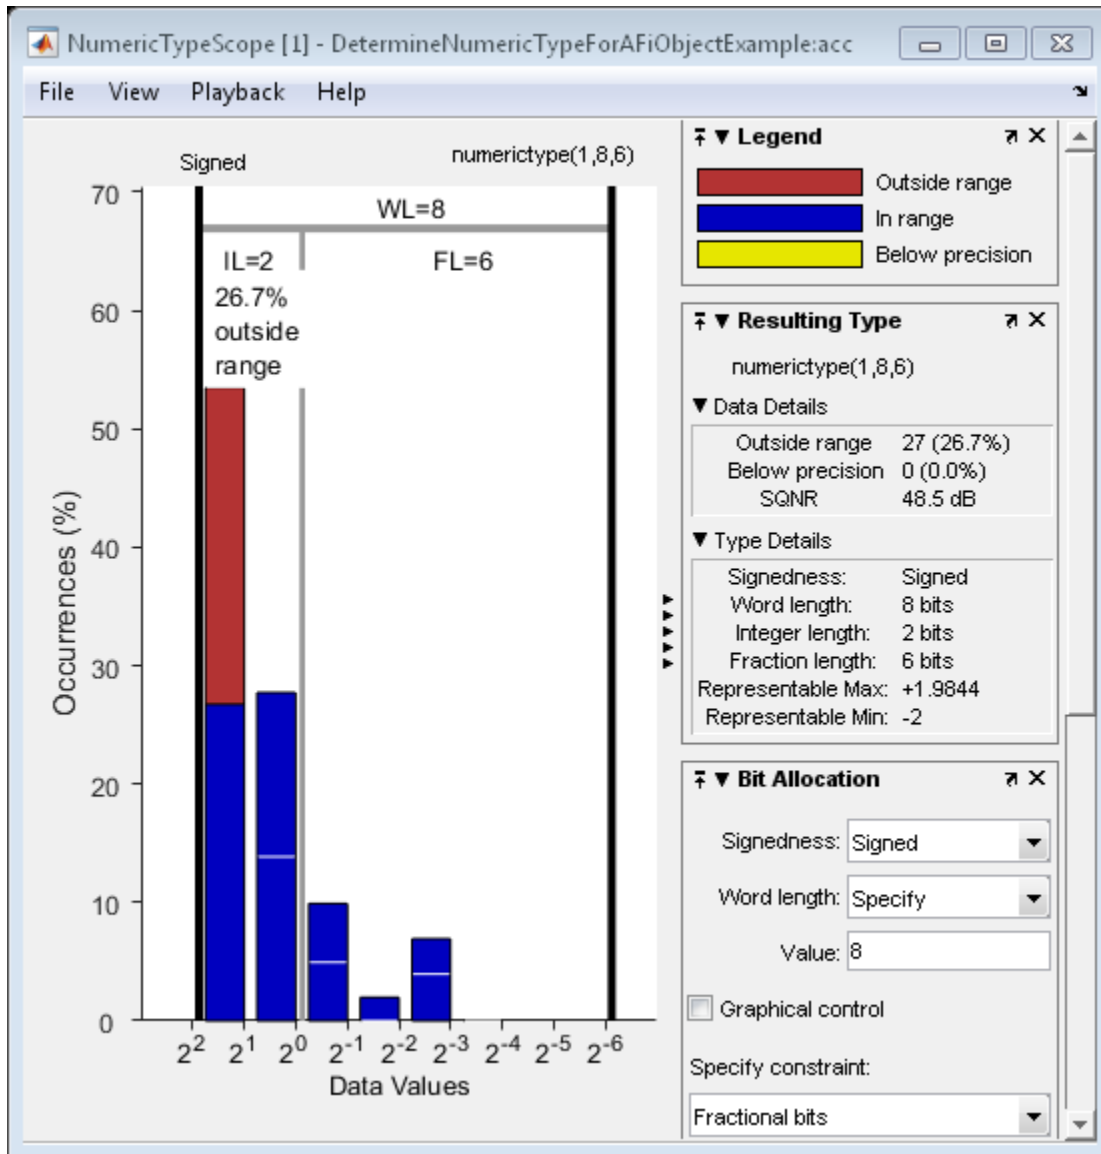 NumericTypeScope [1] - DetermineNumericTypeForAFiObjectExample:acc
File View Playback Help
Signed
numerictype(1,8,6)
WL=8
IL=2
FL=6
26.7%
outside
range
70
60
50
40
30
20
10
0
Occurrences (%)
2^2 2^1 2^0 2^-1 2^-2 2^-3 2^-4 2^-5 2^-6
Data Values
Legend
Outside range
In range
Below precision
Resulting Type
numerictype(1,8,6)
Data Details
Outside range 27 (26.7%)
Below precision 0 (0.0%)
SQNR 48.5 dB
Type Details
Signedness: Signed
Word length: 8 bits
Integer length: 2 bits
Fraction length: 6 bits
Representable Max: +1.9844
Representable Min: -2
Bit Allocation
Signedness: Signed
Word length: Specify
Value: 8
Graphical control
Specify constraint:
Fractional bits